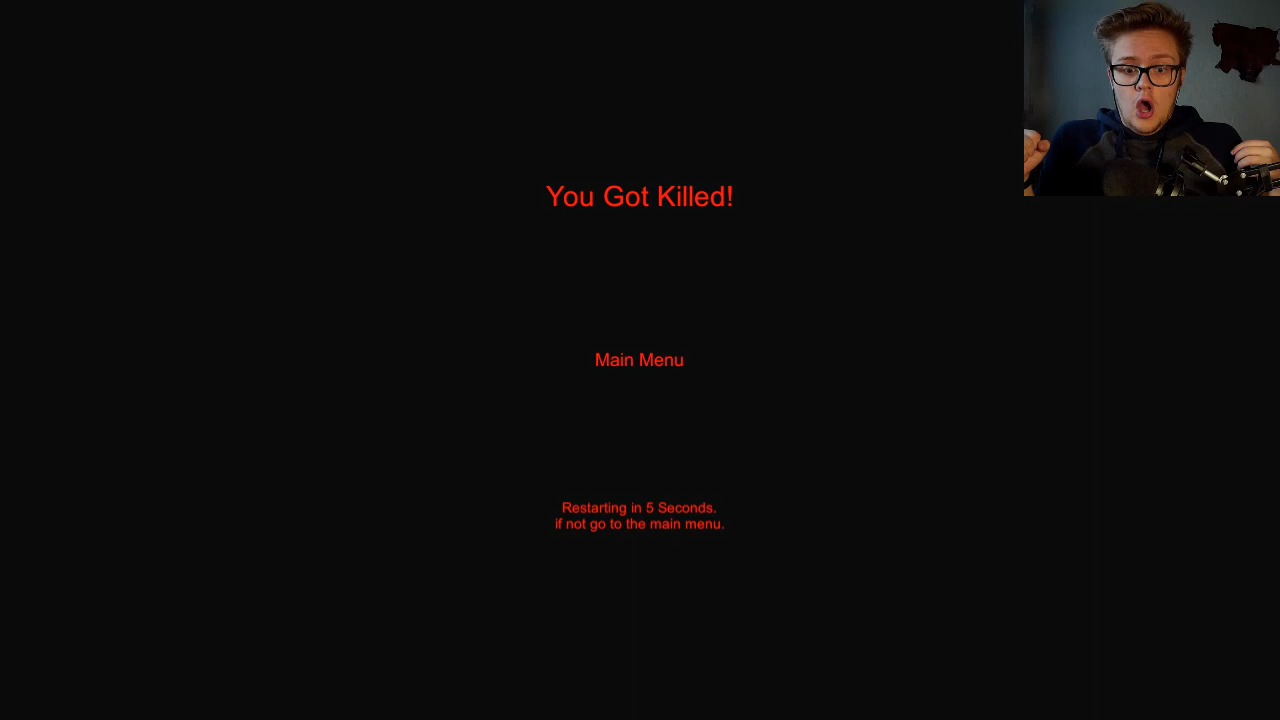 You Got Killed!
Main Menu
Restarting in 5 Seconds.
if not go to the main menu.